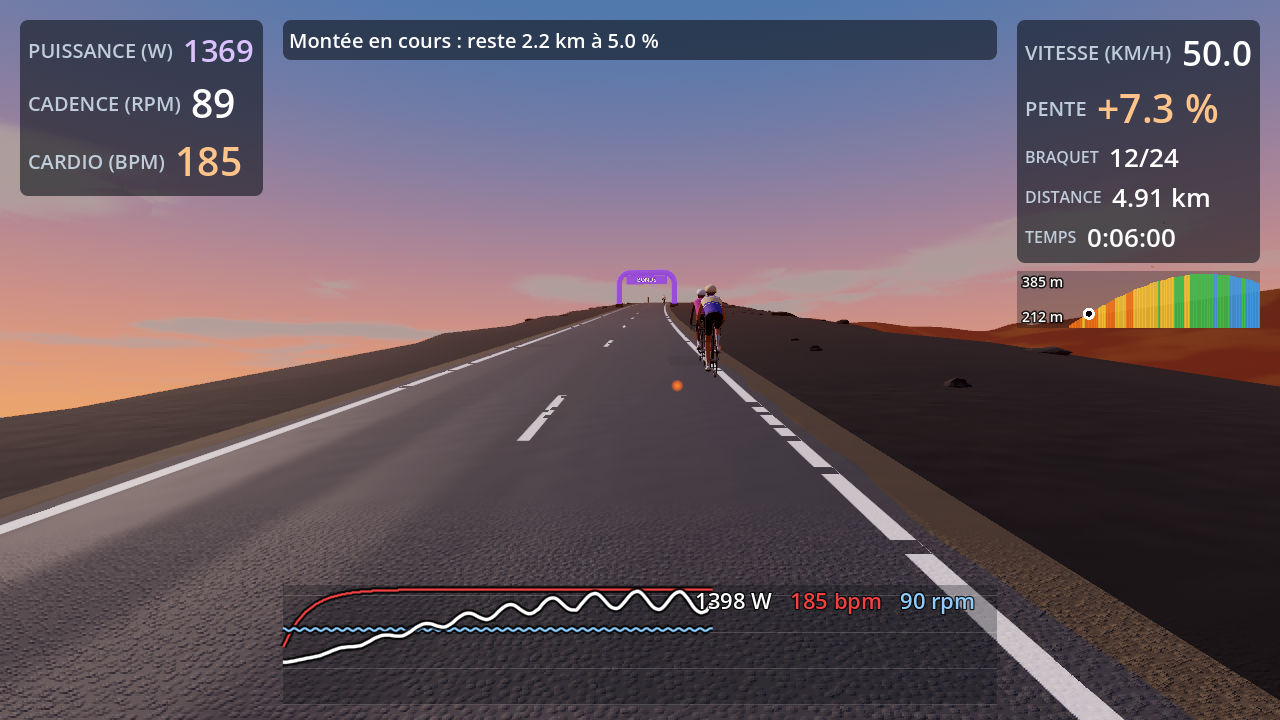 PUISSANCE (W) 1369
CADENCE (RPM) 89
CARDIO (BPM) 185
Montée en cours : reste 2.2 km à 5.0 %
VITESSE (KM/H) 50.0
PENTE +7.3 %
BRAQUET 12/24
DISTANCE 4.91 km
TEMPS 0:06:00
385 m
212 m
BONUS
1398 W 185 bpm 90 rpm